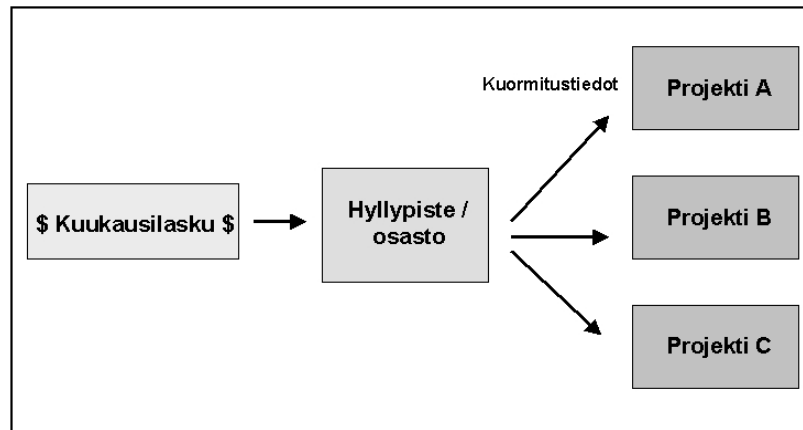 Kuormitustiedot
Projekti A
$ Kuukausilasku $
Hyllypiste /
osasto
Projekti B
Projekti C